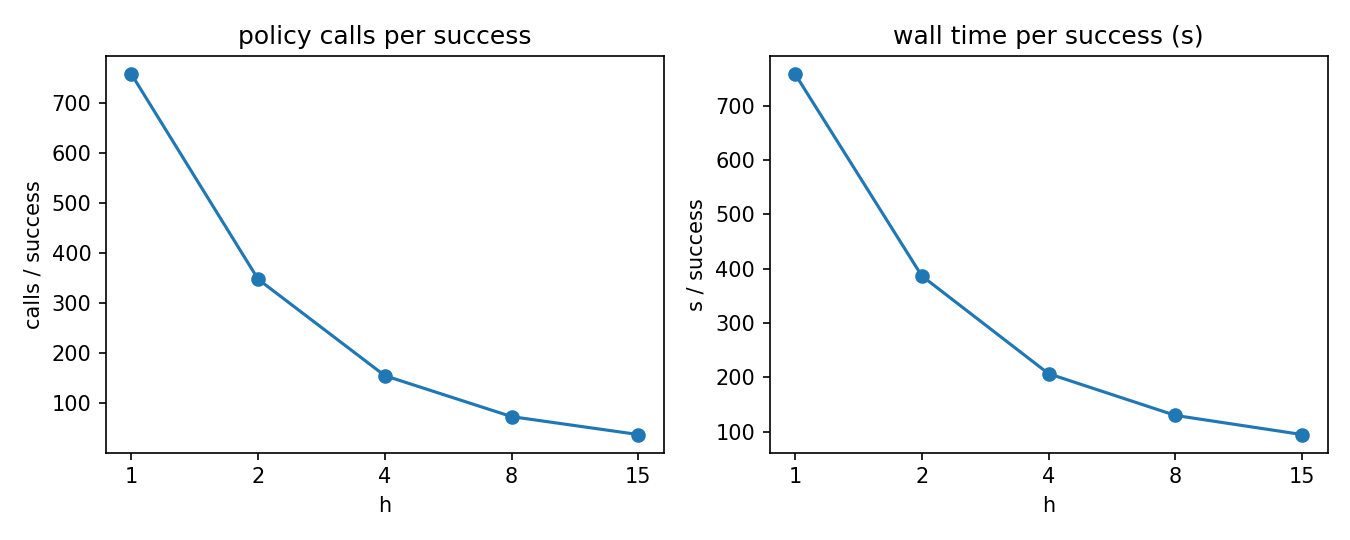 policy calls per success
calls / success
700
600
500
400
300
200
100
1 2 4 8 15
h
wall time per success (s)
s / success
700
600
500
400
300
200
100
1 2 4 8 15
h